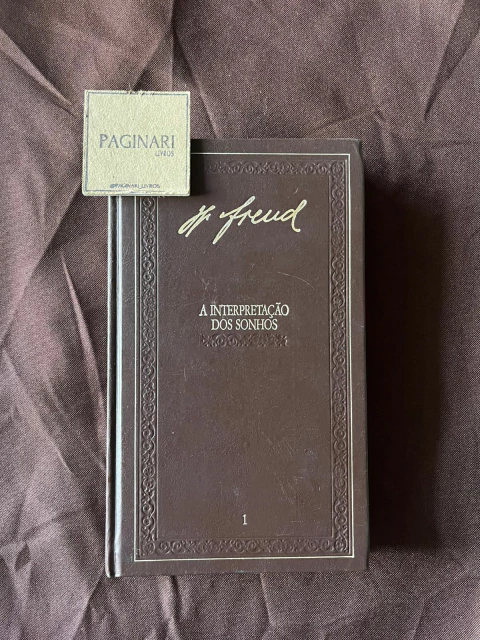 PAGINARI
LIVROS
@PAGINARI_LIVROS
Freud
A INTERPRETAÇÃO
DOS SONHOS
1